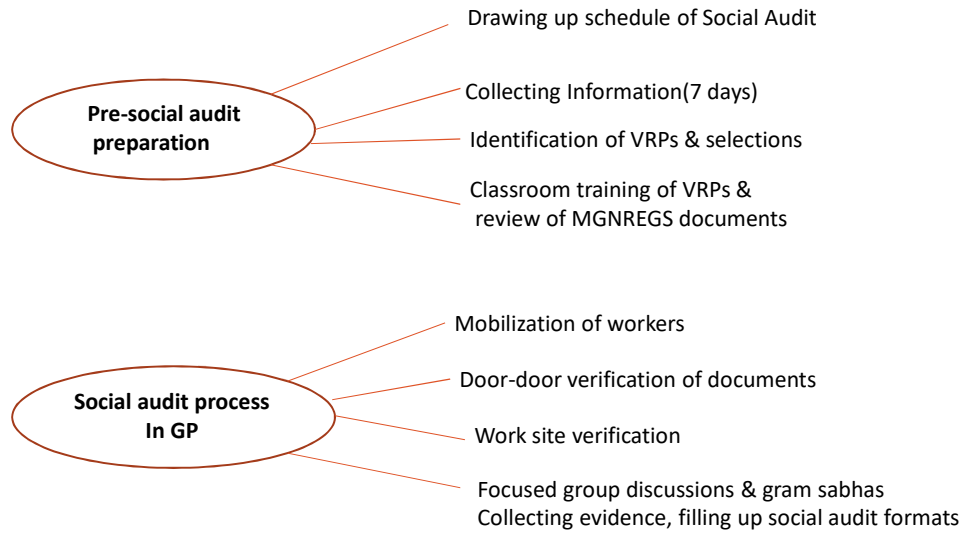 Drawing up schedule of Social Audit
Pre-social audit
preparation
Collecting Information(7 days)
Identification of VRPs & selections
Classroom training of VRPs &
review of MGNREGS documents
Mobilization of workers
Social audit process
In GP
Door-door verification of documents
Work site verification
Focused group discussions & gram sabhas
Collecting evidence, filling up social audit formats